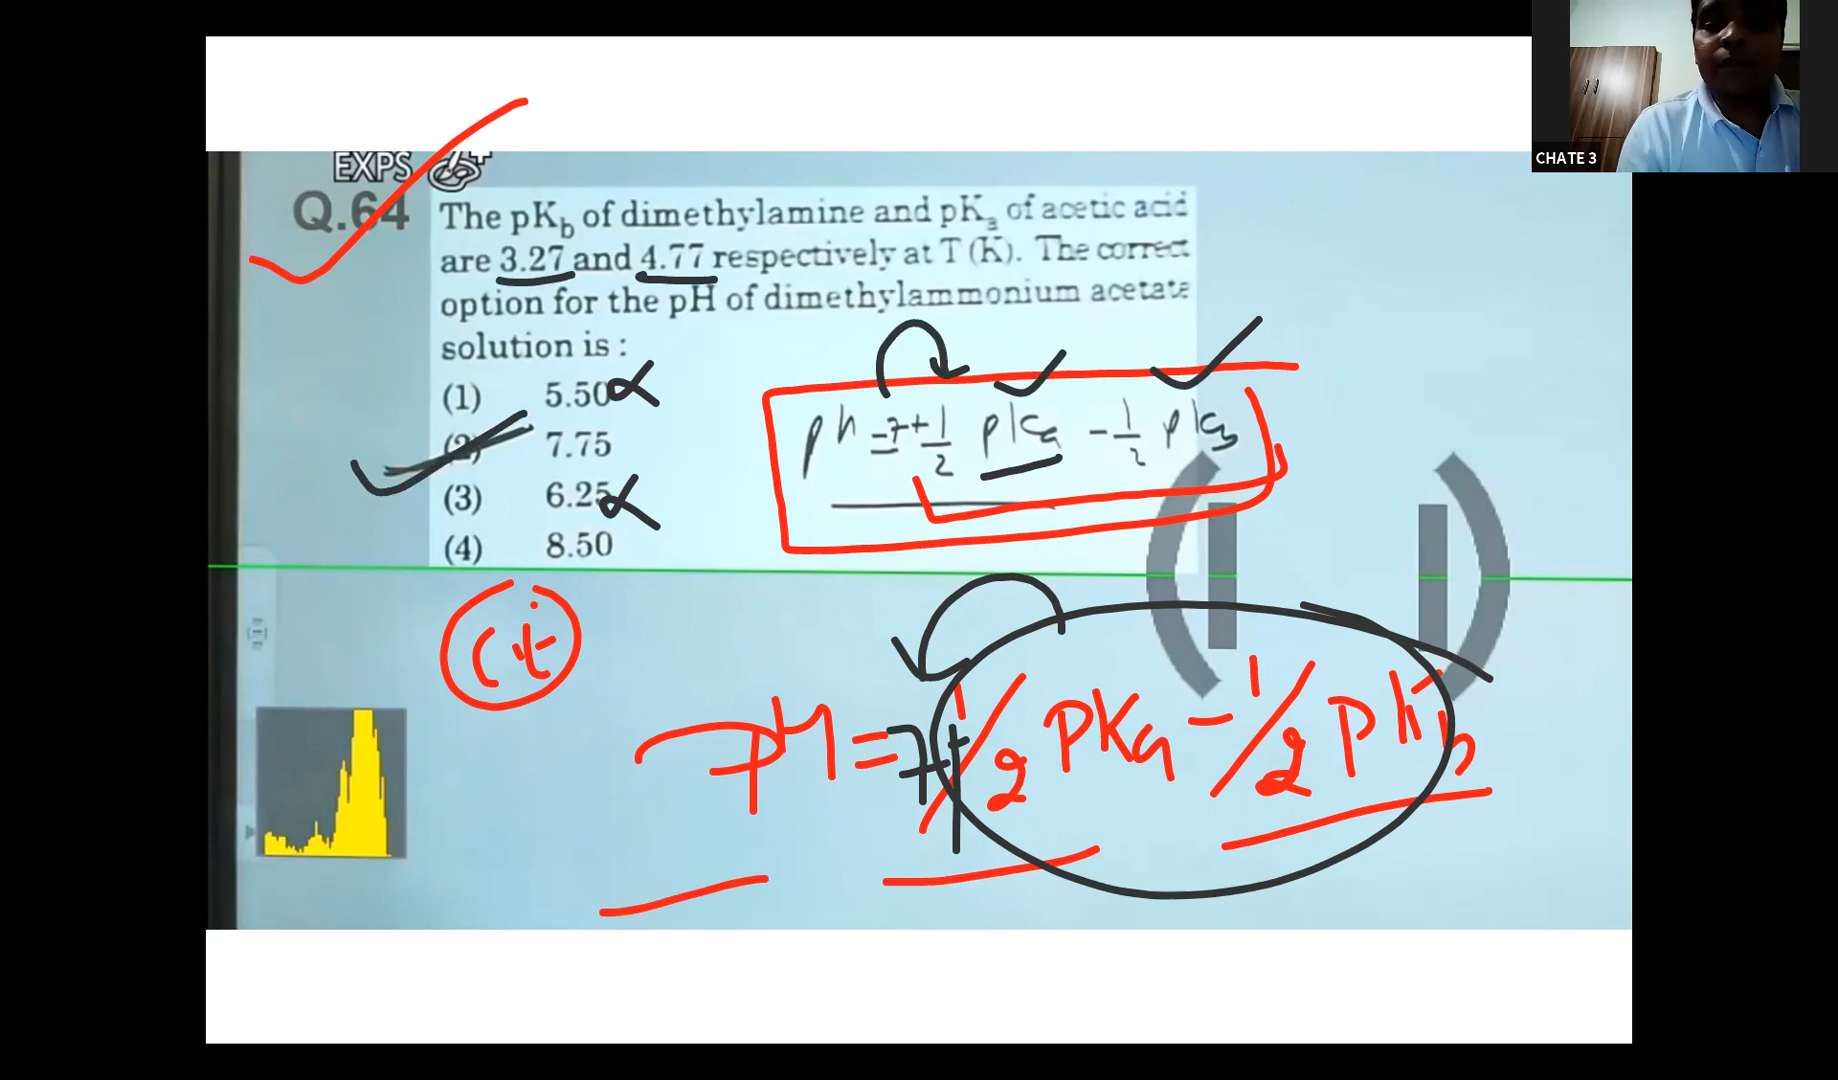 CHATE 3
EXPS
Q.64 The pKb of dimethylamine and pKa of acetic acid
are 3.27 and 4.77 respectively at T (K). The correct
option for the pH of dimethylammonium acetate
solution is :
(1) 5.50
(2) 7.75
(3) 6.25
(4) 8.50
pH = 7 + 1/2 pKa - 1/2 pKb
pH = 7 + 1/2 pKa - 1/2 pKb